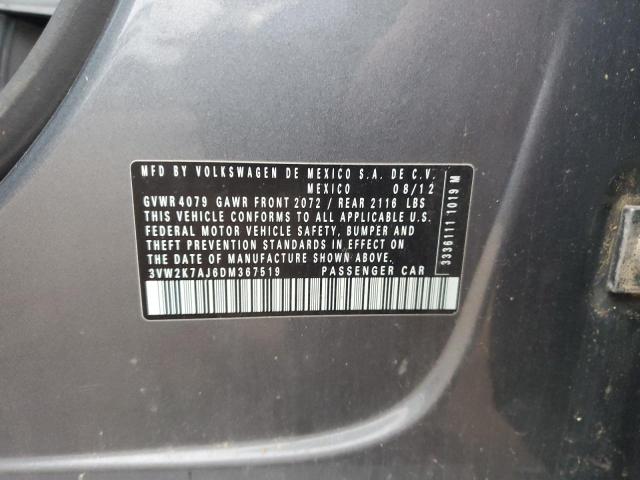 MFD BY VOLKSWAGEN DE MEXICO S.A. DE C.V.
MEXICO 08/12
GVWR 4079 GAWR FRONT 2072 / REAR 2116 LBS
THIS VEHICLE CONFORMS TO ALL APPLICABLE U.S.
FEDERAL MOTOR VEHICLE SAFETY, BUMPER AND
THEFT PREVENTION STANDARDS IN EFFECT ON
THE DATE OF MANUFACTURE SHOWN ABOVE.
3VW2K7AJ6DM367519 PASSENGER CAR
3336111 1019 M